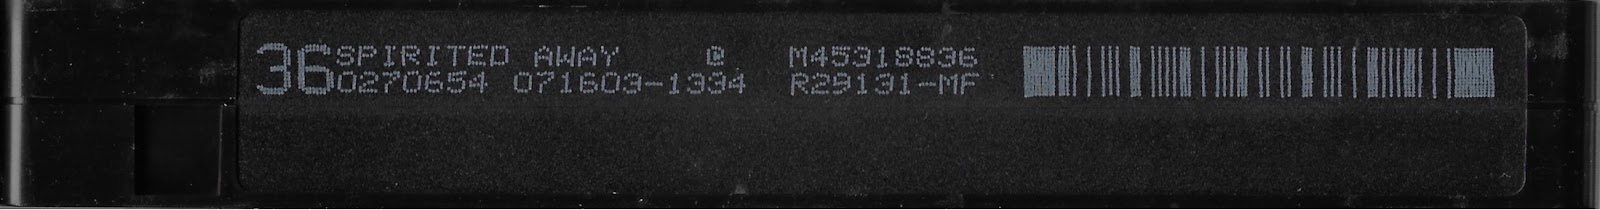 36 SPIRITED AWAY @ M45318836
0270654 071603-1334 R29131-MF